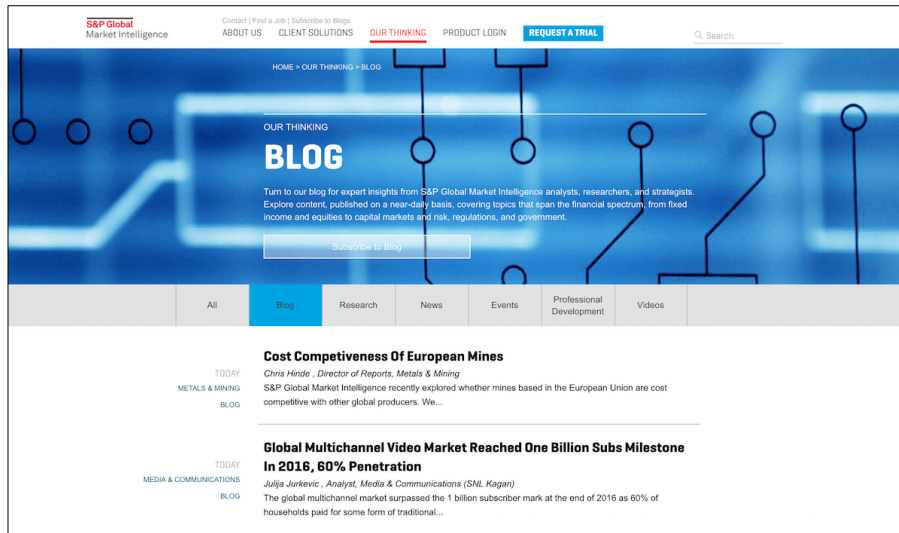 S&P Global
Market Intelligence
Contact | Find a Job | Subscribe to Blogs
ABOUT US CLIENT SOLUTIONS OUR THINKING PRODUCT LOGIN REQUEST A TRIAL
Search
HOME > OUR THINKING > BLOG
OUR THINKING
BLOG
Turn to our blog for expert insights from S&P Global Market Intelligence analysts, researchers, and strategists.
Explore content, published on a near-daily basis, covering topics that span the financial spectrum, from fixed
income and equities to capital markets and risk, regulations, and government.
Subscribe to Blog
All Blog Research News Events Professional Development Videos
Cost Competiveness Of European Mines
TODAY
Chris Hinde , Director of Reports, Metals & Mining
METALS & MINING
S&P Global Market Intelligence recently explored whether mines based in the European Union are cost
BLOG
competitive with other global producers. We...
Global Multichannel Video Market Reached One Billion Subs Milestone
TODAY
In 2016, 60% Penetration
MEDIA & COMMUNICATIONS
Julija Jurkevic , Analyst, Media & Communications (SNL Kagan)
BLOG
The global multichannel market surpassed the 1 billion subscriber mark at the end of 2016 as 60% of
households paid for some form of traditional...